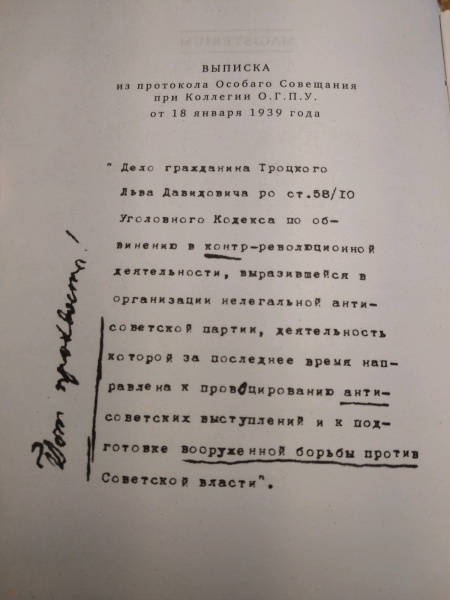 MAGISTERIUM
ВЫПИСКА
из протокола Особаго Совещания
при Коллегии О.Г.П.У.
от 18 января 1939 года
"Дело гражданина Троцкого
Льва Давидовича ро ст.58/10
Уголовного Кодекса по об-
винению в контр-революционной
деятельности, выразившейся в
организации нелегальной анти-
советской партии, деятельность
которой за последнее время нап-
равлена к провоцированию анти-
советских выступлений и к под-
готовке вооруженной борьбы против
Советской власти".